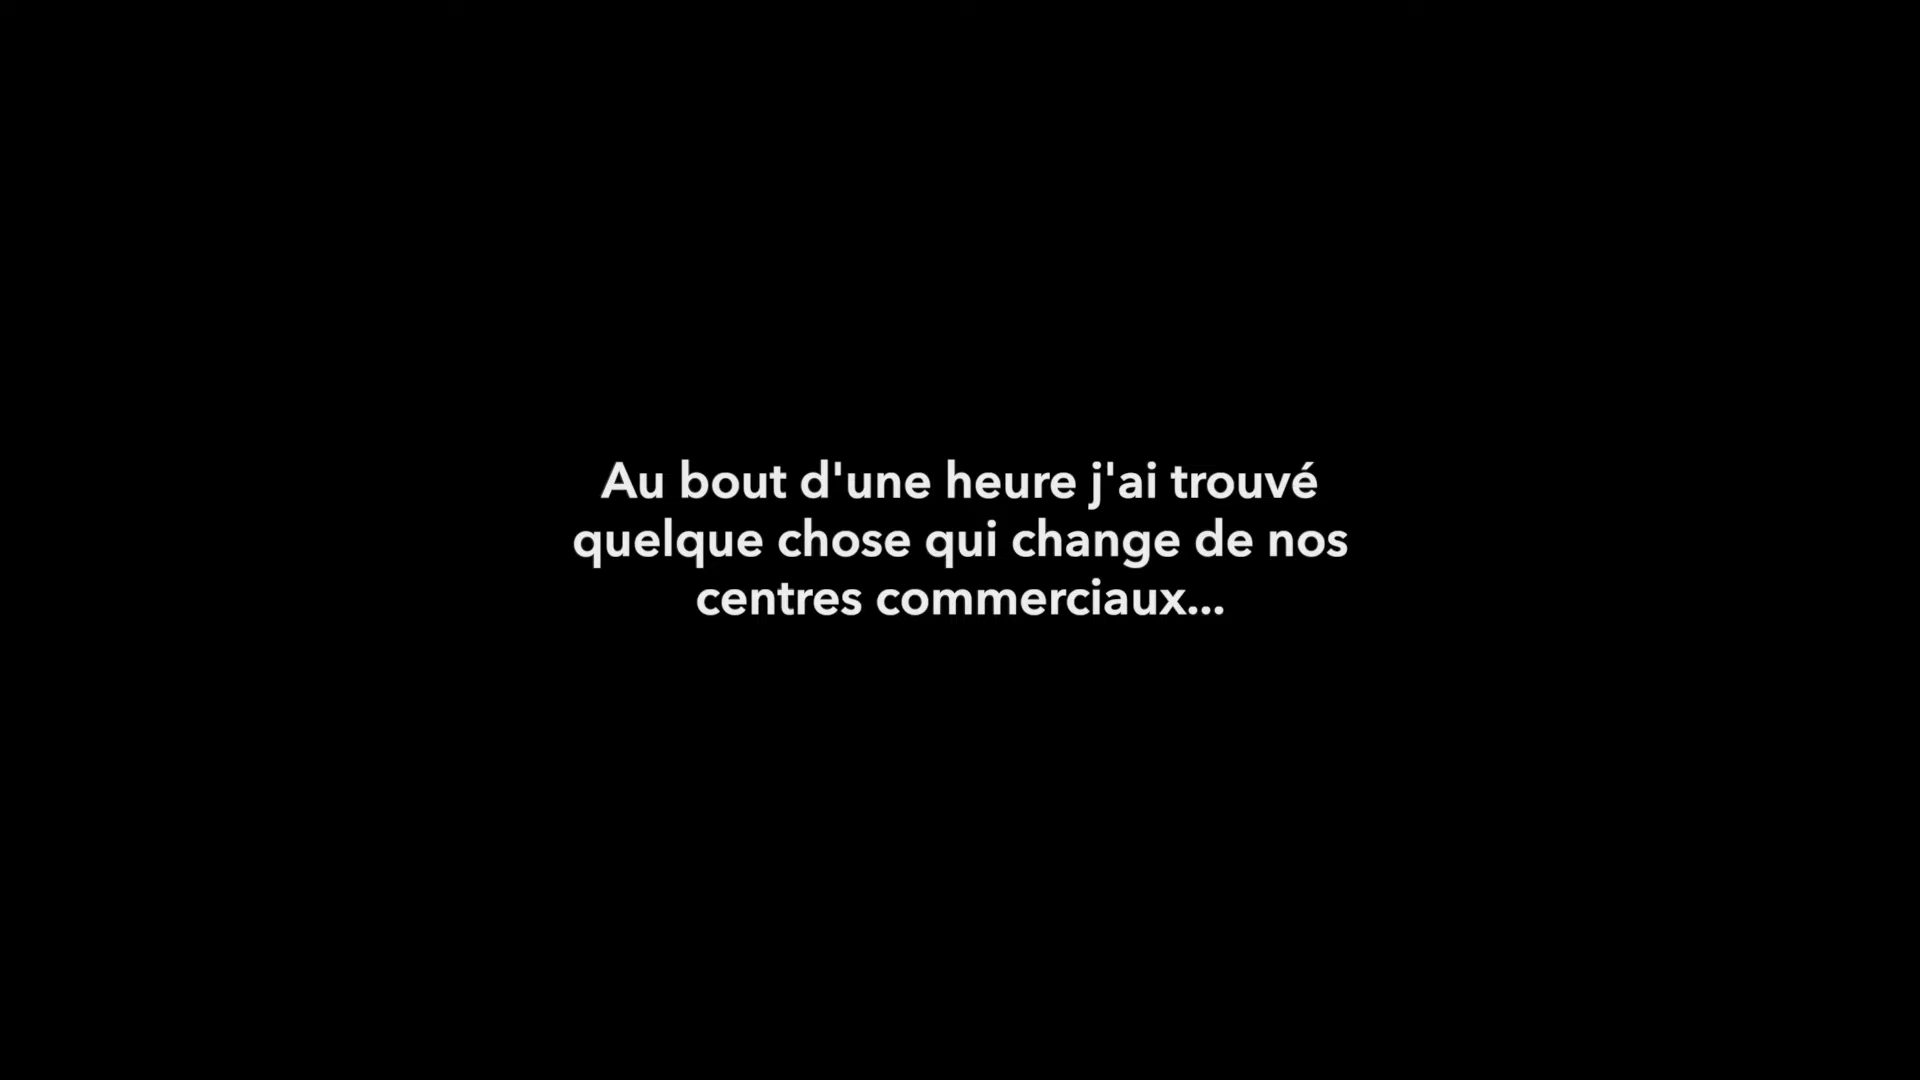 Au bout d'une heure j'ai trouvé
quelque chose qui change de nos
centres commerciaux...